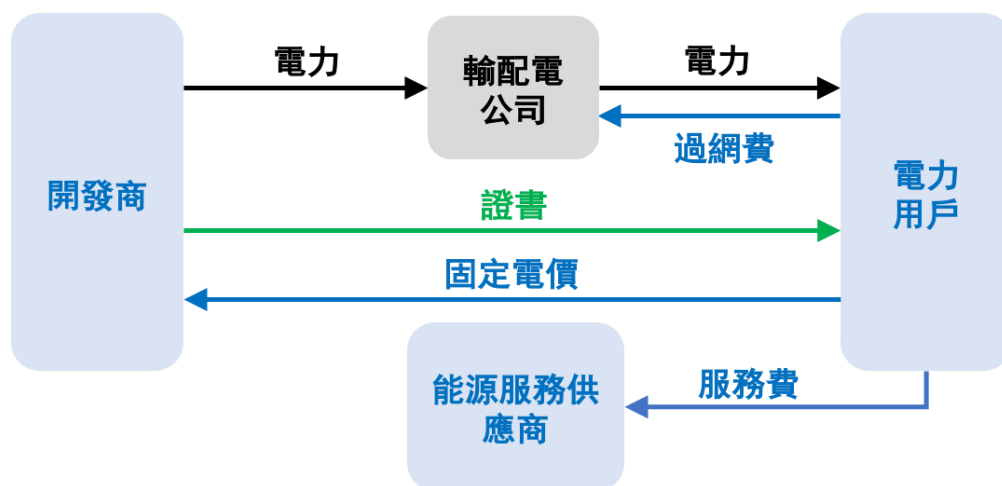 電力
輸配電
公司
電力
過網費
開發商
電力
用戶
證書
固定電價
能源服務供
應商
服務費